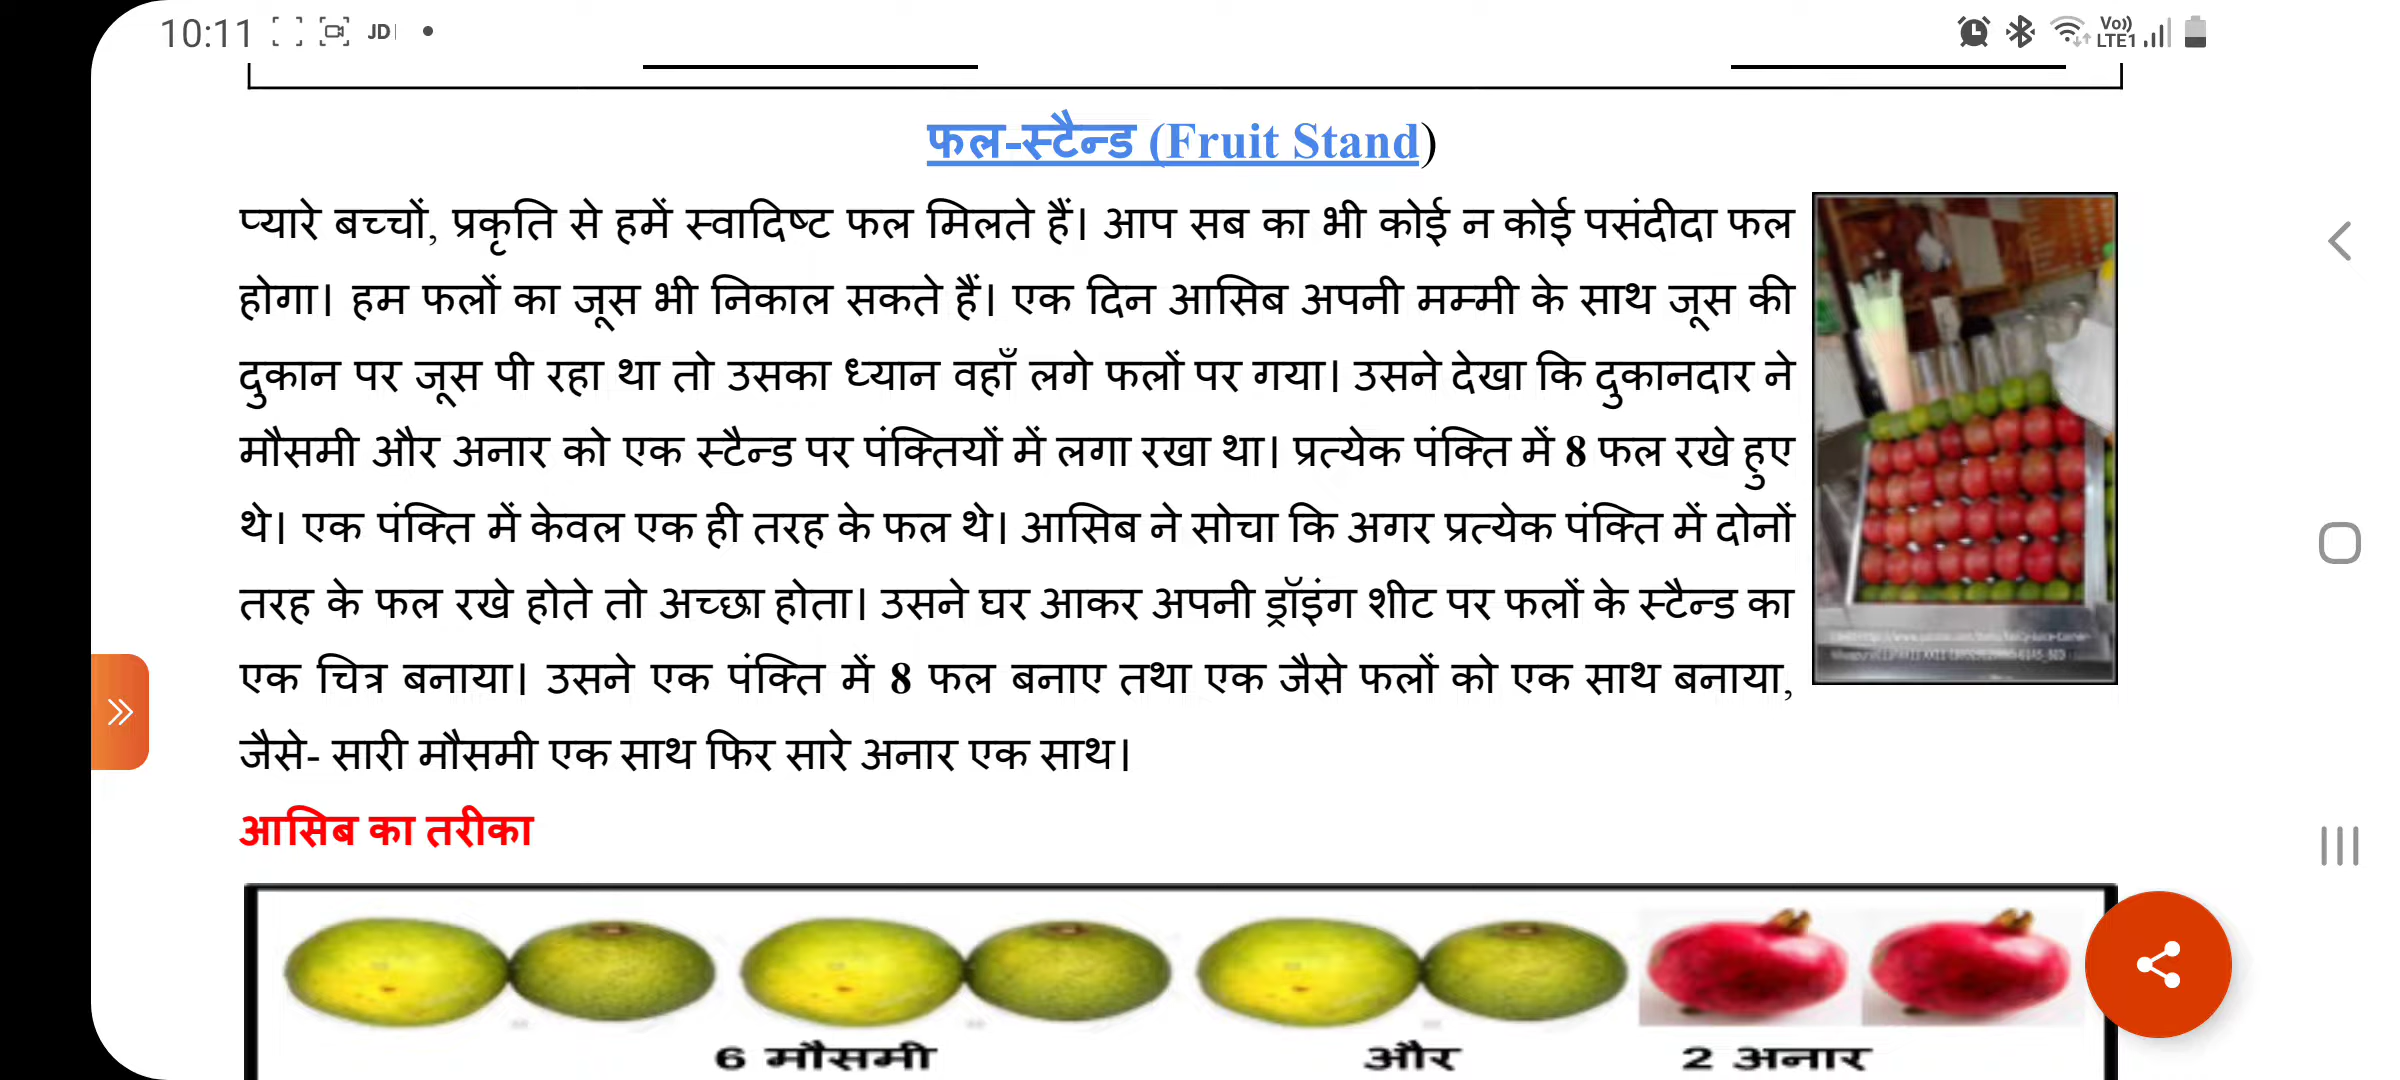 10:11 JD
Vo)) LTE1
फल-स्टैन्ड (Fruit Stand)
प्यारे बच्चों, प्रकृति से हमें स्वादिष्ट फल मिलते हैं। आप सब का भी कोई न कोई पसंदीदा फल
होगा। हम फलों का जूस भी निकाल सकते हैं। एक दिन आसिब अपनी मम्मी के साथ जूस की
दुकान पर जूस पी रहा था तो उसका ध्यान वहाँ लगे फलों पर गया। उसने देखा कि दुकानदार ने
मौसमी और अनार को एक स्टैन्ड पर पंक्तियों में लगा रखा था। प्रत्येक पंक्ति में 8 फल रखे हुए
थे। एक पंक्ति में केवल एक ही तरह के फल थे। आसिब ने सोचा कि अगर प्रत्येक पंक्ति में दोनों
तरह के फल रखे होते तो अच्छा होता। उसने घर आकर अपनी ड्रॉइंग शीट पर फलों के स्टैन्ड का
एक चित्र बनाया। उसने एक पंक्ति में 8 फल बनाए तथा एक जैसे फलों को एक साथ बनाया,
जैसे- सारी मौसमी एक साथ फिर सारे अनार एक साथ।
आसिब का तरीका
6 मौसमी और 2 अनार